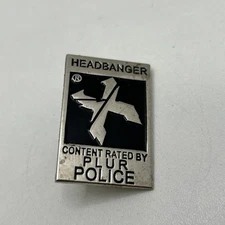 HEADBANGER
®
CONTENT RATED BY
PLUR
POLICE